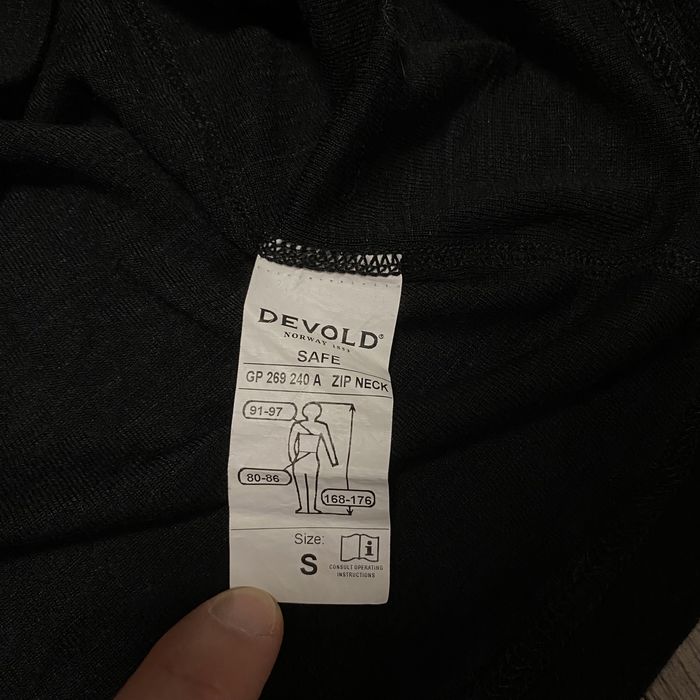 DEVOLD®
NORWAY 1853
SAFE
GP 269 240 A ZIP NECK
91-97
80-86
168-176
Size:
S
i
CONSULT OPERATING
INSTRUCTIONS